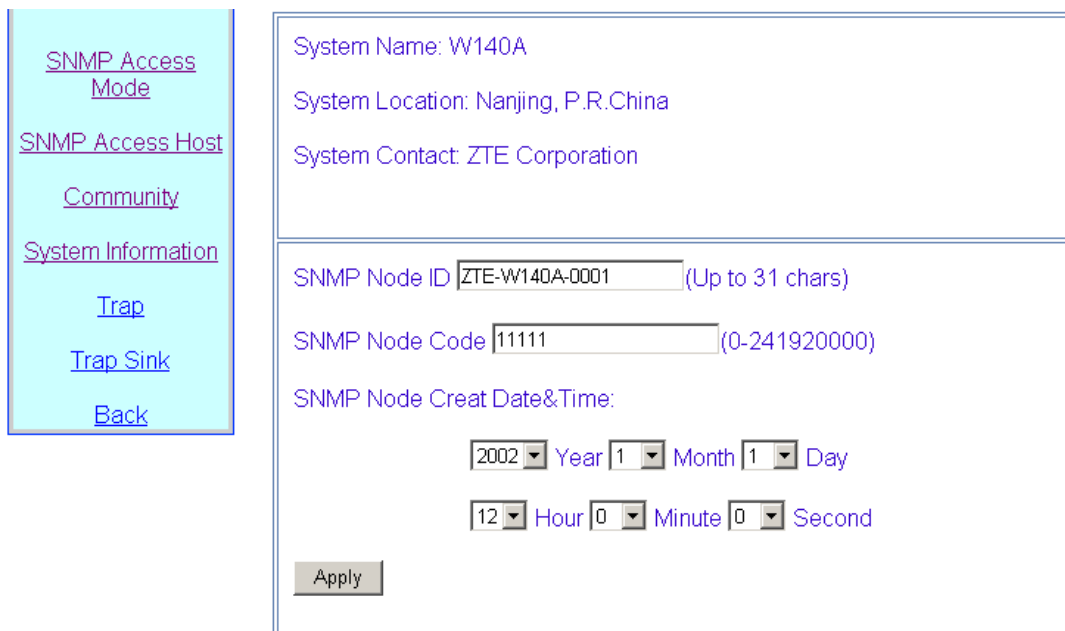 SNMP Access
Mode
SNMP Access Host
Community
System Information
Trap
Trap Sink
Back
System Name: W140A
System Location: Nanjing, P.R.China
System Contact: ZTE Corporation
SNMP Node ID ZTE-W140A-0001 (Up to 31 chars)
SNMP Node Code 11111 (0-241920000)
SNMP Node Creat Date&Time:
2002 Year 1 Month 1 Day
12 Hour 0 Minute 0 Second
Apply